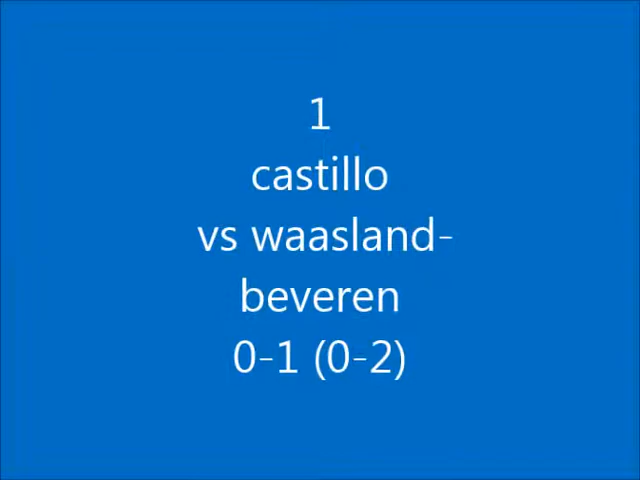 1
castillo
vs waasland-
beveren
0-1 (0-2)